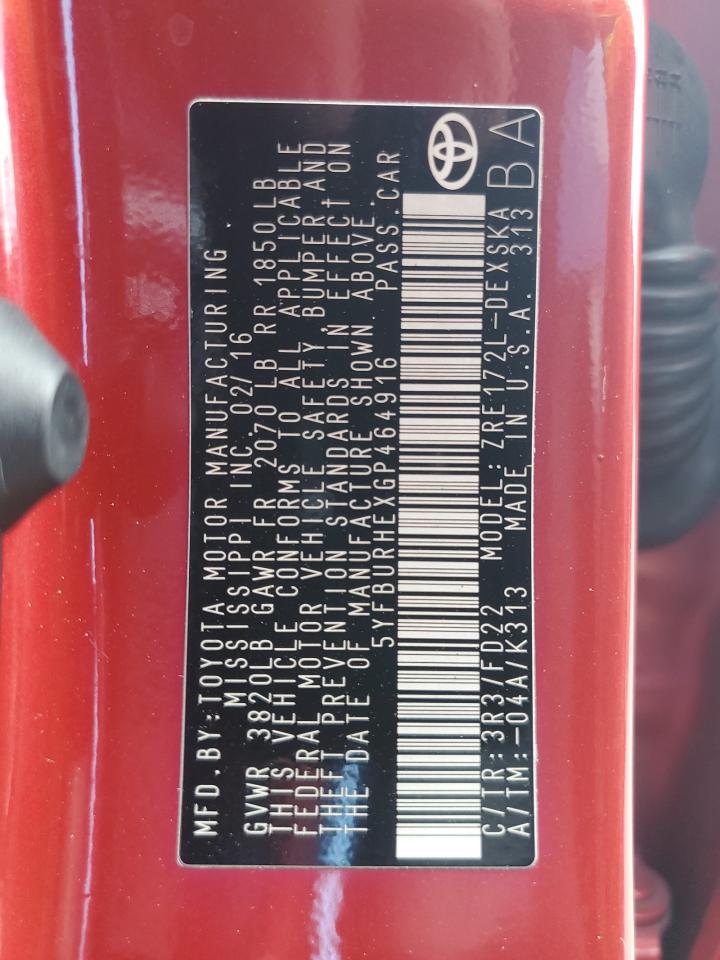 MFD.BY:TOYOTA MOTOR MANUFACTURING
MISSISSIPPI INC. 02/16
GVWR 3820LB GAWR FR 2070 LB RR 1850 LB
THIS VEHICLE CONFORMS TO ALL APPLICABLE
FEDERAL MOTOR VEHICLE SAFETY, BUMPER AND
THEFT PREVENTION STANDARDS IN EFFECT ON
THE DATE OF MANUFACTURE SHOWN ABOVE.
5YFBURHEXGP464916 PASS.CAR
C/TR: 3R3/FD22 MODEL: ZRE172L-DEXSKA
A/TM:-04A/K313 MADE IN U.S.A. 313
BA